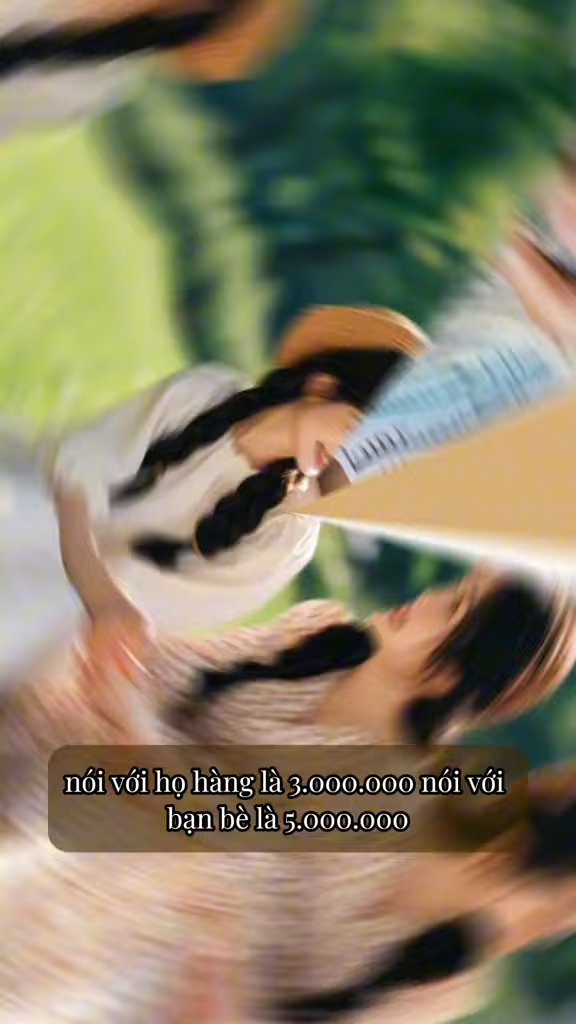 nói với họ hàng là 3.000.000 nói với
bạn bè là 5.000.000